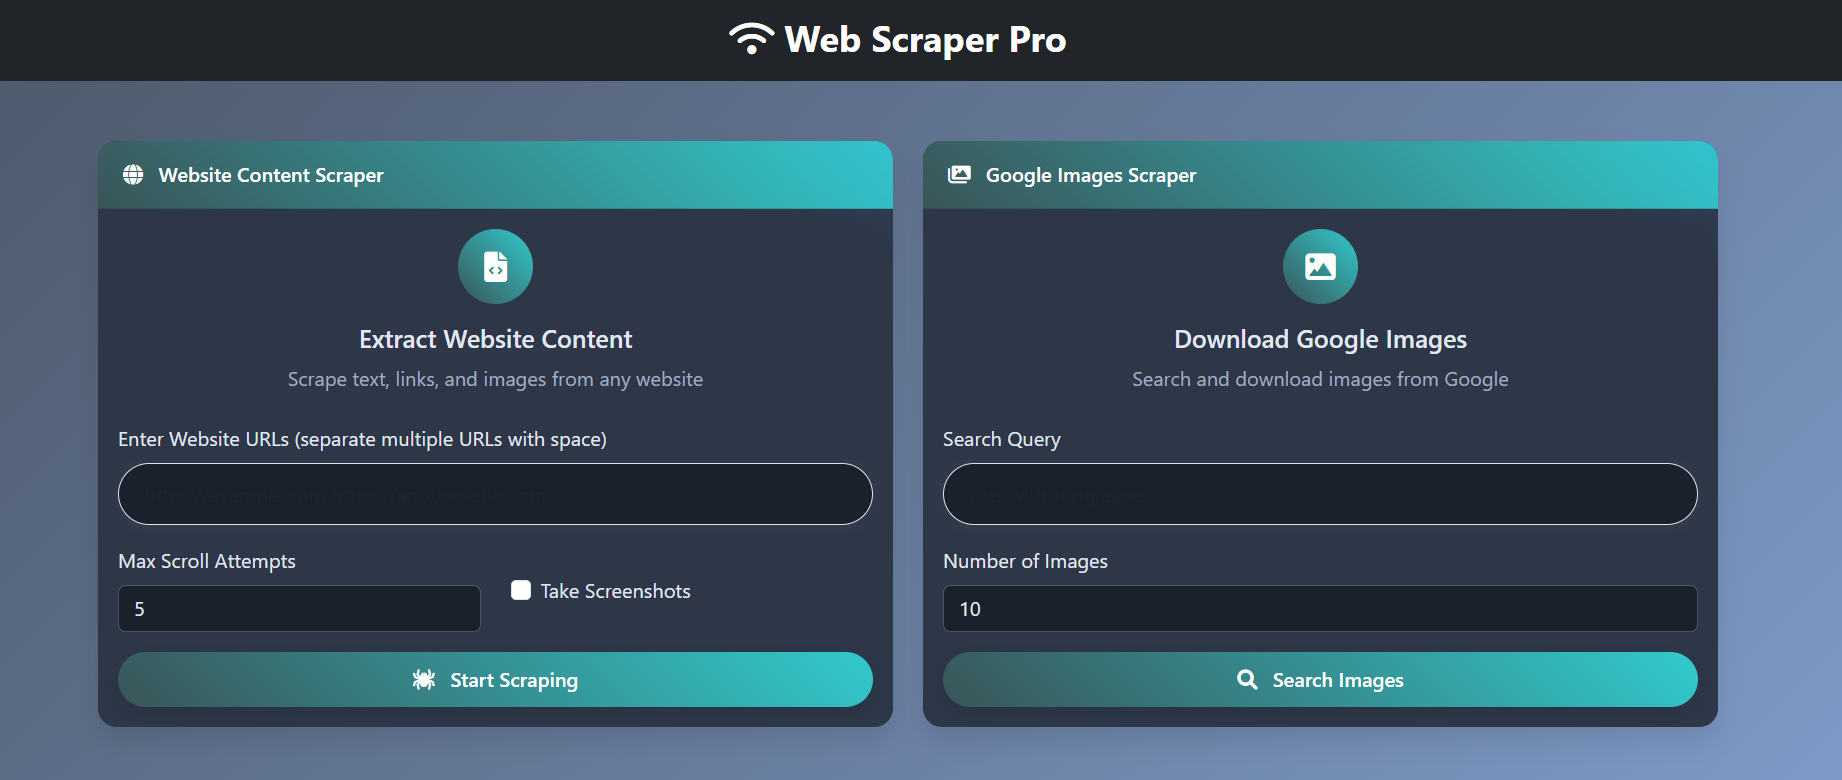 Web Scraper Pro
Website Content Scraper
Extract Website Content
Scrape text, links, and images from any website
Enter Website URLs (separate multiple URLs with space)
Max Scroll Attempts
5
Take Screenshots
Start Scraping
Google Images Scraper
Download Google Images
Search and download images from Google
Search Query
Number of Images
10
Search Images